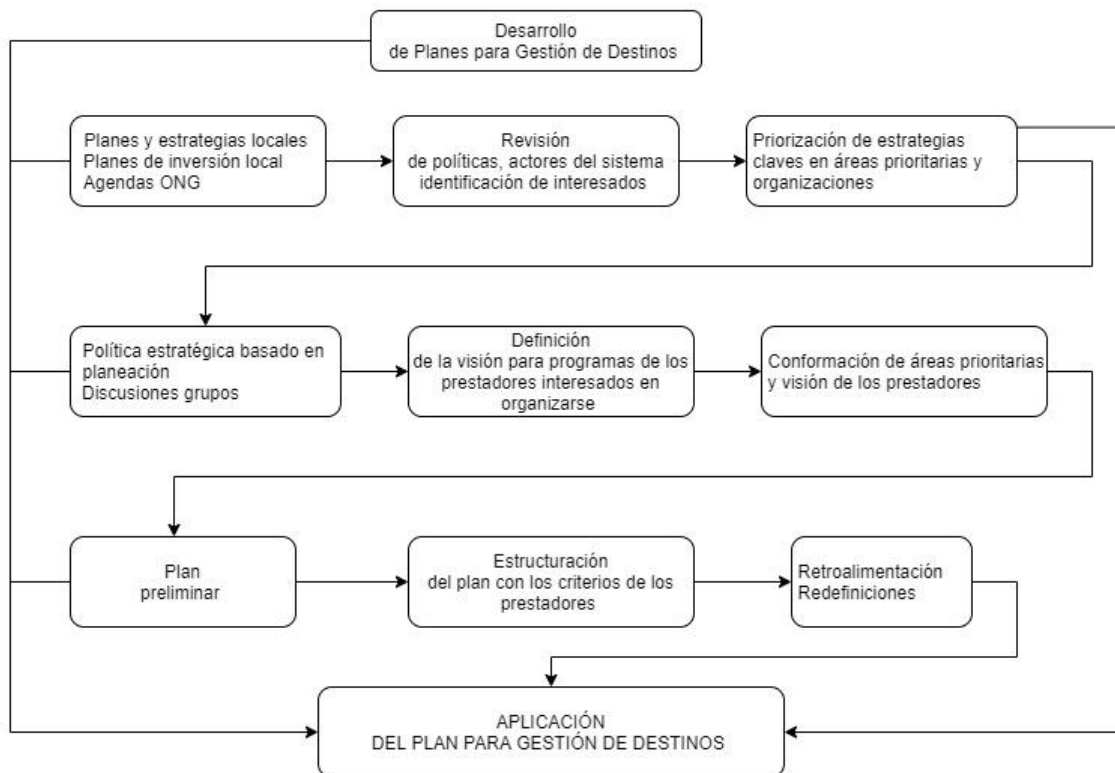 Desarrollo
de Planes para Gestión de Destinos
Planes y estrategias locales
Planes de inversión local
Agendas ONG
Revisión
de políticas, actores del sistema
identificación de interesados
Priorización de estrategias
claves en áreas prioritarias y
organizaciones
Política estratégica basado en
planeación
Discusiones grupos
Definición
de la visión para programas de los
prestadores interesados en
organizarse
Conformación de áreas prioritarias
y visión de los prestadores
Plan
preliminar
Estructuración
del plan con los criterios de los
prestadores
Retroalimentación
Redefiniciones
APLICACIÓN
DEL PLAN PARA GESTIÓN DE DESTINOS